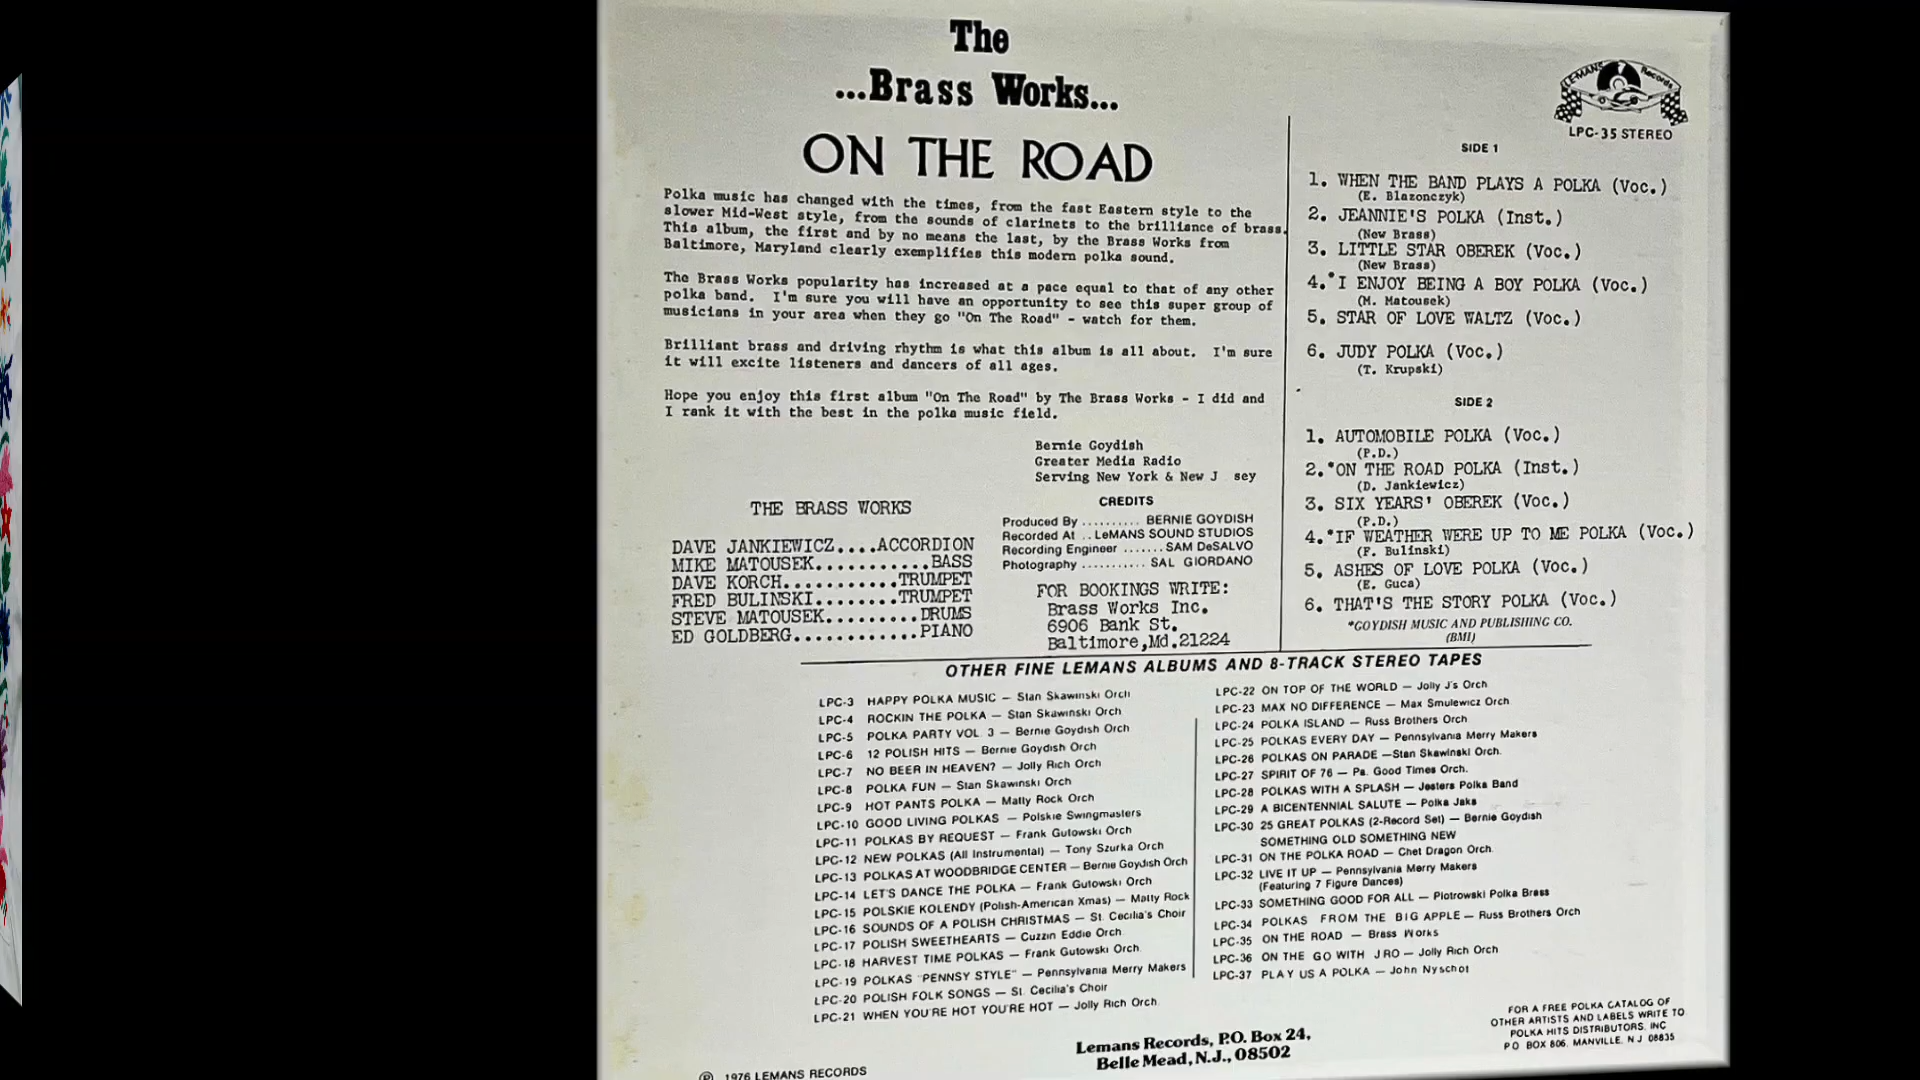 The
...Brass Works...
ON THE ROAD
Polka music has changed with the times, from the fast Eastern style to the
slower Mid-West style, from the sounds of clarinets to the brilliance of brass.
This album, the first and by no means the last, by the Brass Works from
Baltimore, Maryland clearly exemplifies this modern polka sound.
The Brass Works popularity has increased at a pace equal to that of any other
polka band. I'm sure you will have an opportunity to see this super group of
musicians in your area when they go "On The Road" - watch for them.
Brilliant brass and driving rhythm is what this album is all about. I'm sure
it will excite listeners and dancers of all ages.
Hope you enjoy this first album "On The Road" by The Brass Works - I did and
I rank it with the best in the polka music field.
Bernie Goydish
Greater Media Radio
Serving New York & New J sey
THE BRASS WORKS
DAVE JANKIEWICZ....ACCORDION
MIKE MATOUSEK...........BASS
DAVE KORCH...........TRUMPET
FRED BULINSKI........TRUMPET
STEVE MATOUSEK.........DRUMS
ED GOLDBERG............PIANO
CREDITS
Produced By .......... BERNIE GOYDISH
Recorded At .. LeMANS SOUND STUDIOS
Recording Engineer ....... SAM DeSALVO
Photography ........... SAL GIORDANO
FOR BOOKINGS WRITE:
Brass Works Inc.
6906 Bank St.
Baltimore,Md.21224
LE-MANS Records
LPC-35 STEREO
SIDE 1
1. WHEN THE BAND PLAYS A POLKA (Voc.)
(E. Blazonczyk)
2. JEANNIE'S POLKA (Inst.)
(New Brass)
3. LITTLE STAR OBEREK (Voc.)
(New Brass)
4.*I ENJOY BEING A BOY POLKA (Voc.)
(M. Matousek)
5. STAR OF LOVE WALTZ (Voc.)
6. JUDY POLKA (Voc.)
(T. Krupski)
SIDE 2
1. AUTOMOBILE POLKA (Voc.)
(P.D.)
2.*ON THE ROAD POLKA (Inst.)
(D. Jankiewicz)
3. SIX YEARS' OBEREK (Voc.)
(P.D.)
4.*IF WEATHER WERE UP TO ME POLKA (Voc.)
(F. Bulinski)
5. ASHES OF LOVE POLKA (Voc.)
(E. Guca)
6. THAT'S THE STORY POLKA (Voc.)
*GOYDISH MUSIC AND PUBLISHING CO.
(BMI)
OTHER FINE LEMANS ALBUMS AND 8-TRACK STEREO TAPES
LPC-3 HAPPY POLKA MUSIC — Stan Skawinski Orch
LPC-4 ROCKIN THE POLKA — Stan Skawinski Orch
LPC-5 POLKA PARTY VOL. 3 — Bernie Goydish Orch
LPC-6 12 POLISH HITS — Bernie Goydish Orch
LPC-7 NO BEER IN HEAVEN? — Jolly Rich Orch
LPC-8 POLKA FUN — Stan Skawinski Orch
LPC-9 HOT PANTS POLKA — Matty Rock Orch
LPC-10 GOOD LIVING POLKAS — Polskie Swingmasters
LPC-11 POLKAS BY REQUEST — Frank Gutowski Orch
LPC-12 NEW POLKAS (All Instrumental) — Tony Szurka Orch
LPC-13 POLKAS AT WOODBRIDGE CENTER — Bernie Goydish Orch
LPC-14 LET'S DANCE THE POLKA — Frank Gutowski Orch
LPC-15 POLSKIE KOLENDY (Polish-American Xmas) — Matty Rock
LPC-16 SOUNDS OF A POLISH CHRISTMAS — St. Cecilia's Choir
LPC-17 POLISH SWEETHEARTS — Cuzzin Eddie Orch
LPC-18 HARVEST TIME POLKAS — Frank Gutowski Orch.
LPC-19 POLKAS "PENNSY STYLE" — Pennsylvania Merry Makers
LPC-20 POLISH FOLK SONGS — St. Cecilia's Choir
LPC-21 WHEN YOU'RE HOT YOU'RE HOT — Jolly Rich Orch.
LPC-22 ON TOP OF THE WORLD — Jolly J's Orch
LPC-23 MAX NO DIFFERENCE — Max Smulewicz Orch.
LPC-24 POLKA ISLAND — Russ Brothers Orch
LPC-25 POLKAS EVERY DAY — Pennsylvania Merry Makers
LPC-26 POLKAS ON PARADE —Stan Skawinski Orch.
LPC-27 SPIRIT OF 76 — Pa. Good Times Orch.
LPC-28 POLKAS WITH A SPLASH — Jesters Polka Band
LPC-29 A BICENTENNIAL SALUTE — Polka Jaks
LPC-30 25 GREAT POLKAS (2-Record Set) — Bernie Goydish
SOMETHING OLD SOMETHING NEW
LPC-31 ON THE POLKA ROAD — Chet Dragon Orch.
LPC-32 LIVE IT UP — Pennsylvania Merry Makers
(Featuring 7 Figure Dances)
LPC-33 SOMETHING GOOD FOR ALL — Piotrowski Polka Brass
LPC-34 POLKAS FROM THE BIG APPLE — Russ Brothers Orch
LPC-35 ON THE ROAD — Brass Works
LPC-36 ON THE GO WITH JRO — Jolly Rich Orch
LPC-37 PLAY US A POLKA — John Nyschot
Lemans Records, P.O. Box 24,
Belle Mead, N.J., 08502
FOR A FREE POLKA CATALOG OF
OTHER ARTISTS AND LABELS WRITE TO
POLKA HITS DISTRIBUTORS, INC
P.O. BOX 806, MANVILLE, N.J 08835
℗ 1976 LEMANS RECORDS